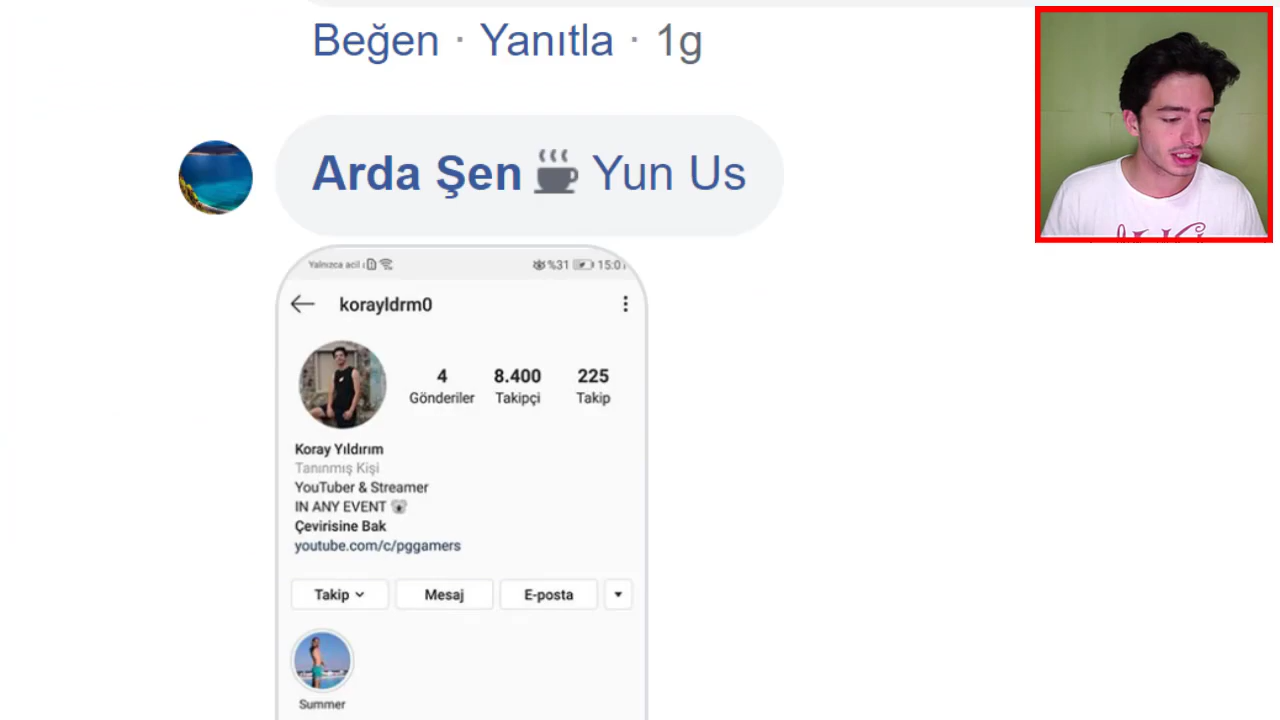 Beğen · Yanıtla · 1g
Arda Şen ☕ Yun Us
Yalnızca acil %31 15:01
korayldrm0
4 8.400 225
Gönderiler Takipçi Takip
Koray Yıldırım
Tanınmış Kişi
YouTuber & Streamer
IN ANY EVENT 🐨
Çevirisine Bak
youtube.com/c/pggamers
Takip Mesaj E-posta
Summer